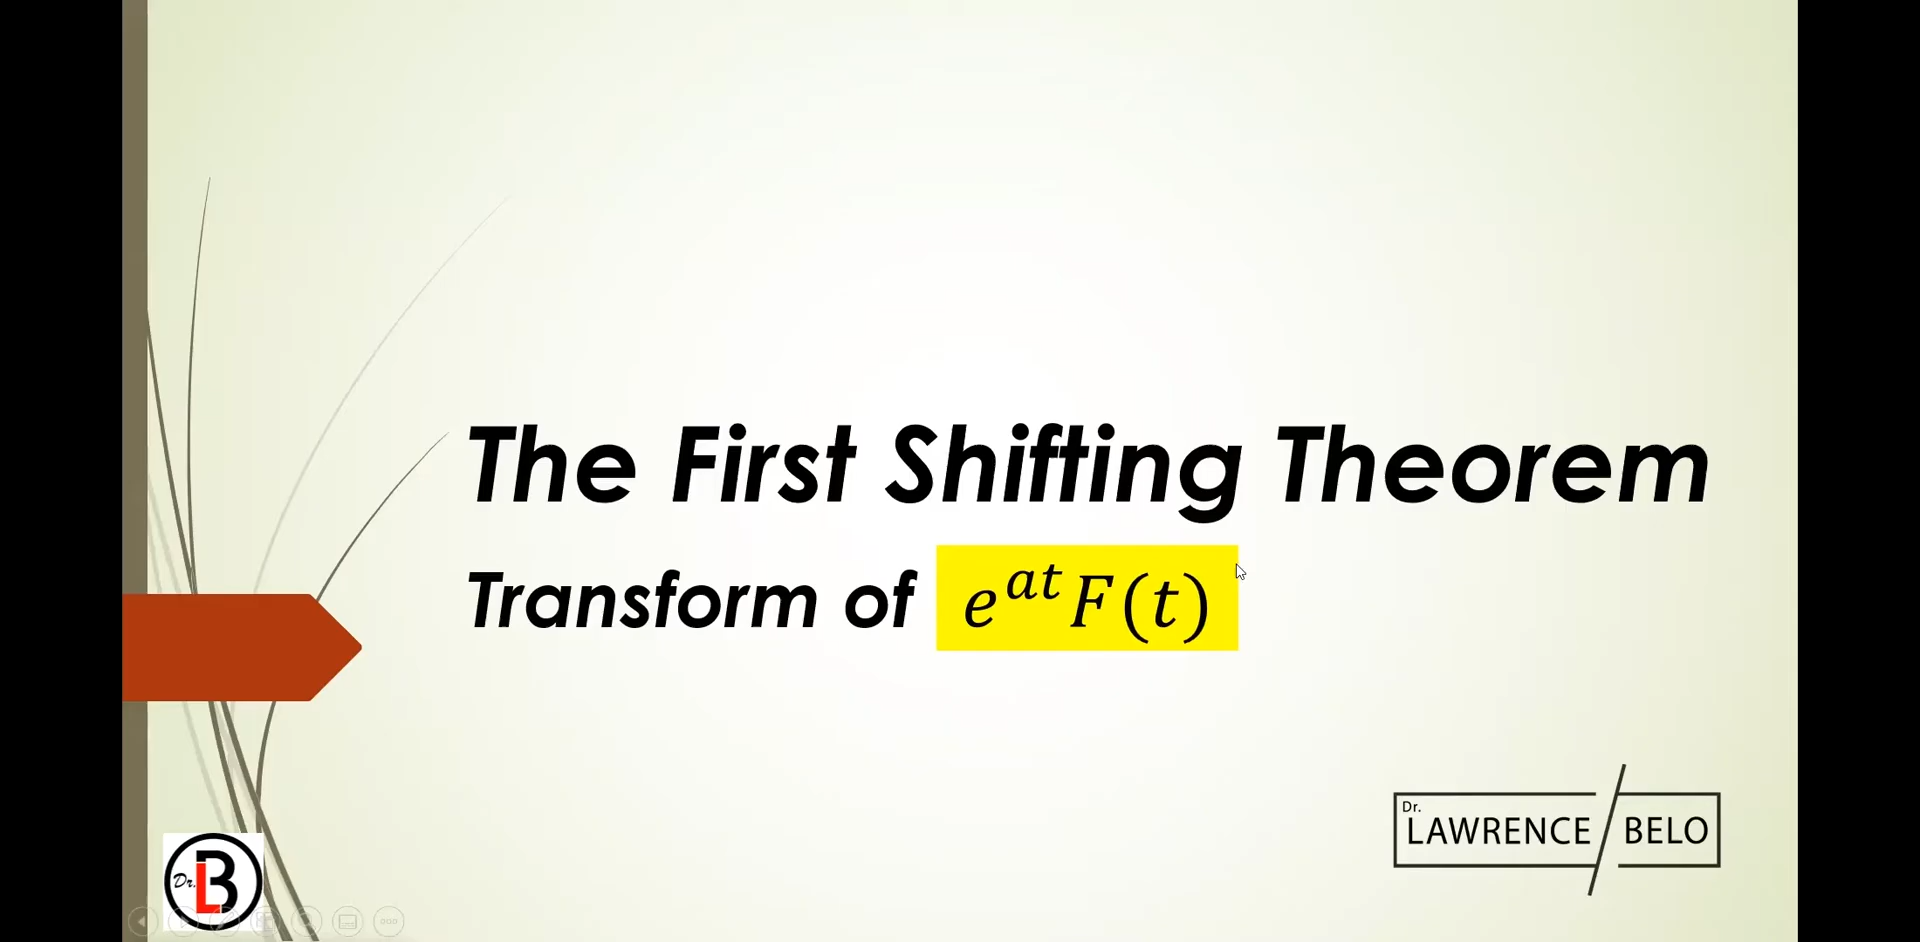 The First Shifting Theorem
Transform of e^{at}F(t)
Dr.
LAWRENCE / BELO
Dr. LB